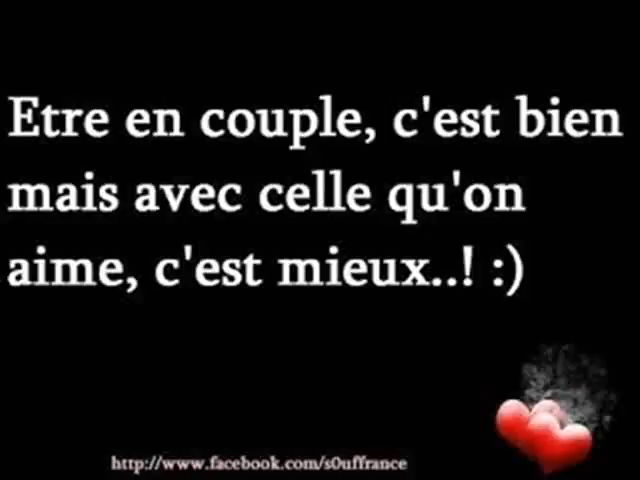 Etre en couple, c'est bien
mais avec celle qu'on
aime, c'est mieux..! :)
http://www.facebook.com/s0uffrance